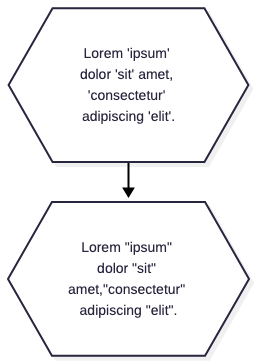 Lorem 'ipsum'
dolor 'sit' amet,
'consectetur'
adipiscing 'elit'.
Lorem "ipsum"
dolor "sit"
amet,"consectetur"
adipiscing "elit".